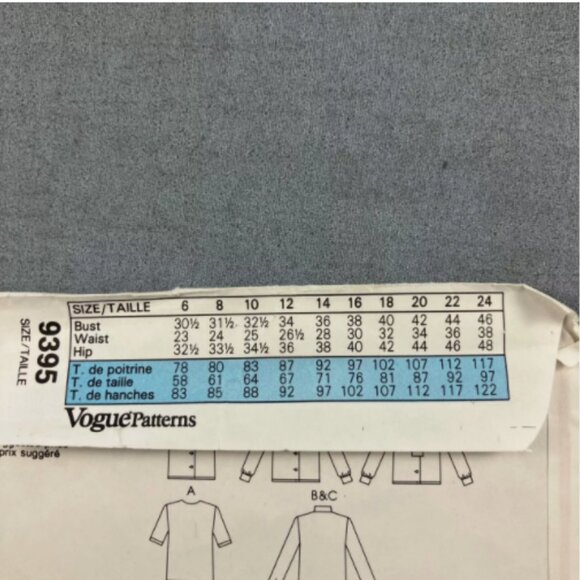 SIZE/TAILLE 6 8 10 12 14 16 18 20 22 24
Bust 30½ 31½ 32½ 34 36 38 40 42 44 46
Waist 23 24 25 26½ 28 30 32 34 36 38
Hip 32½ 33½ 34½ 36 38 40 42 44 46 48
T. de poitrine 78 80 83 87 92 97 102 107 112 117
T. de taille 58 61 64 67 71 76 81 87 92 97
T. de hanches 83 85 88 92 97 102 107 112 117 122
Vogue Patterns
9395
SIZE/TAILLE
prix suggéré
A
B&C